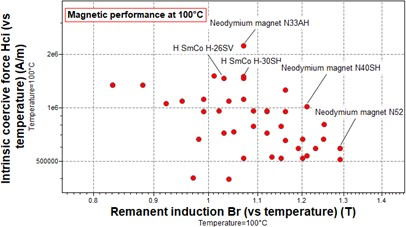 Magnetic performance at 100°C
Neodymium magnet N33AH
H SmCo H-26SV
H SmCo H-30SH
Neodymium magnet N40SH
Neodymium magnet N52
Intrinsic coercive force Hci (vs
temperature) (A/m)
Temperature=100°C
2e6
1e6
500000
0.8
0.9
1
1.1
1.2
1.3
1.4
Remanent induction Br (vs temperature) (T)
Temperature=100°C